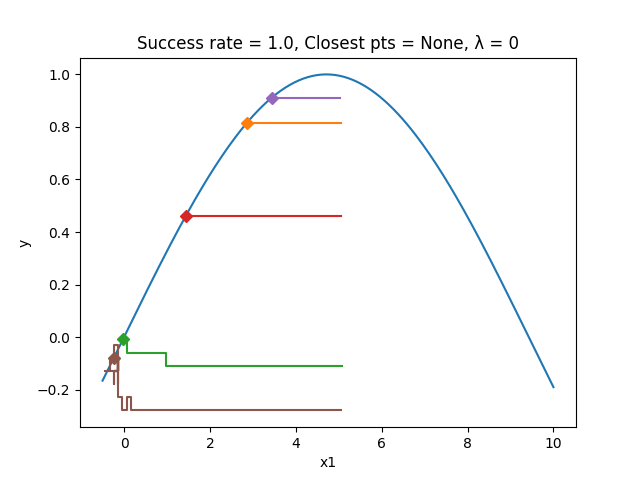 Success rate = 1.0, Closest pts = None, λ = 0
1.0
0.8
0.6
0.4
0.2
0.0
−0.2
y
0 2 4 6 8 10
x1